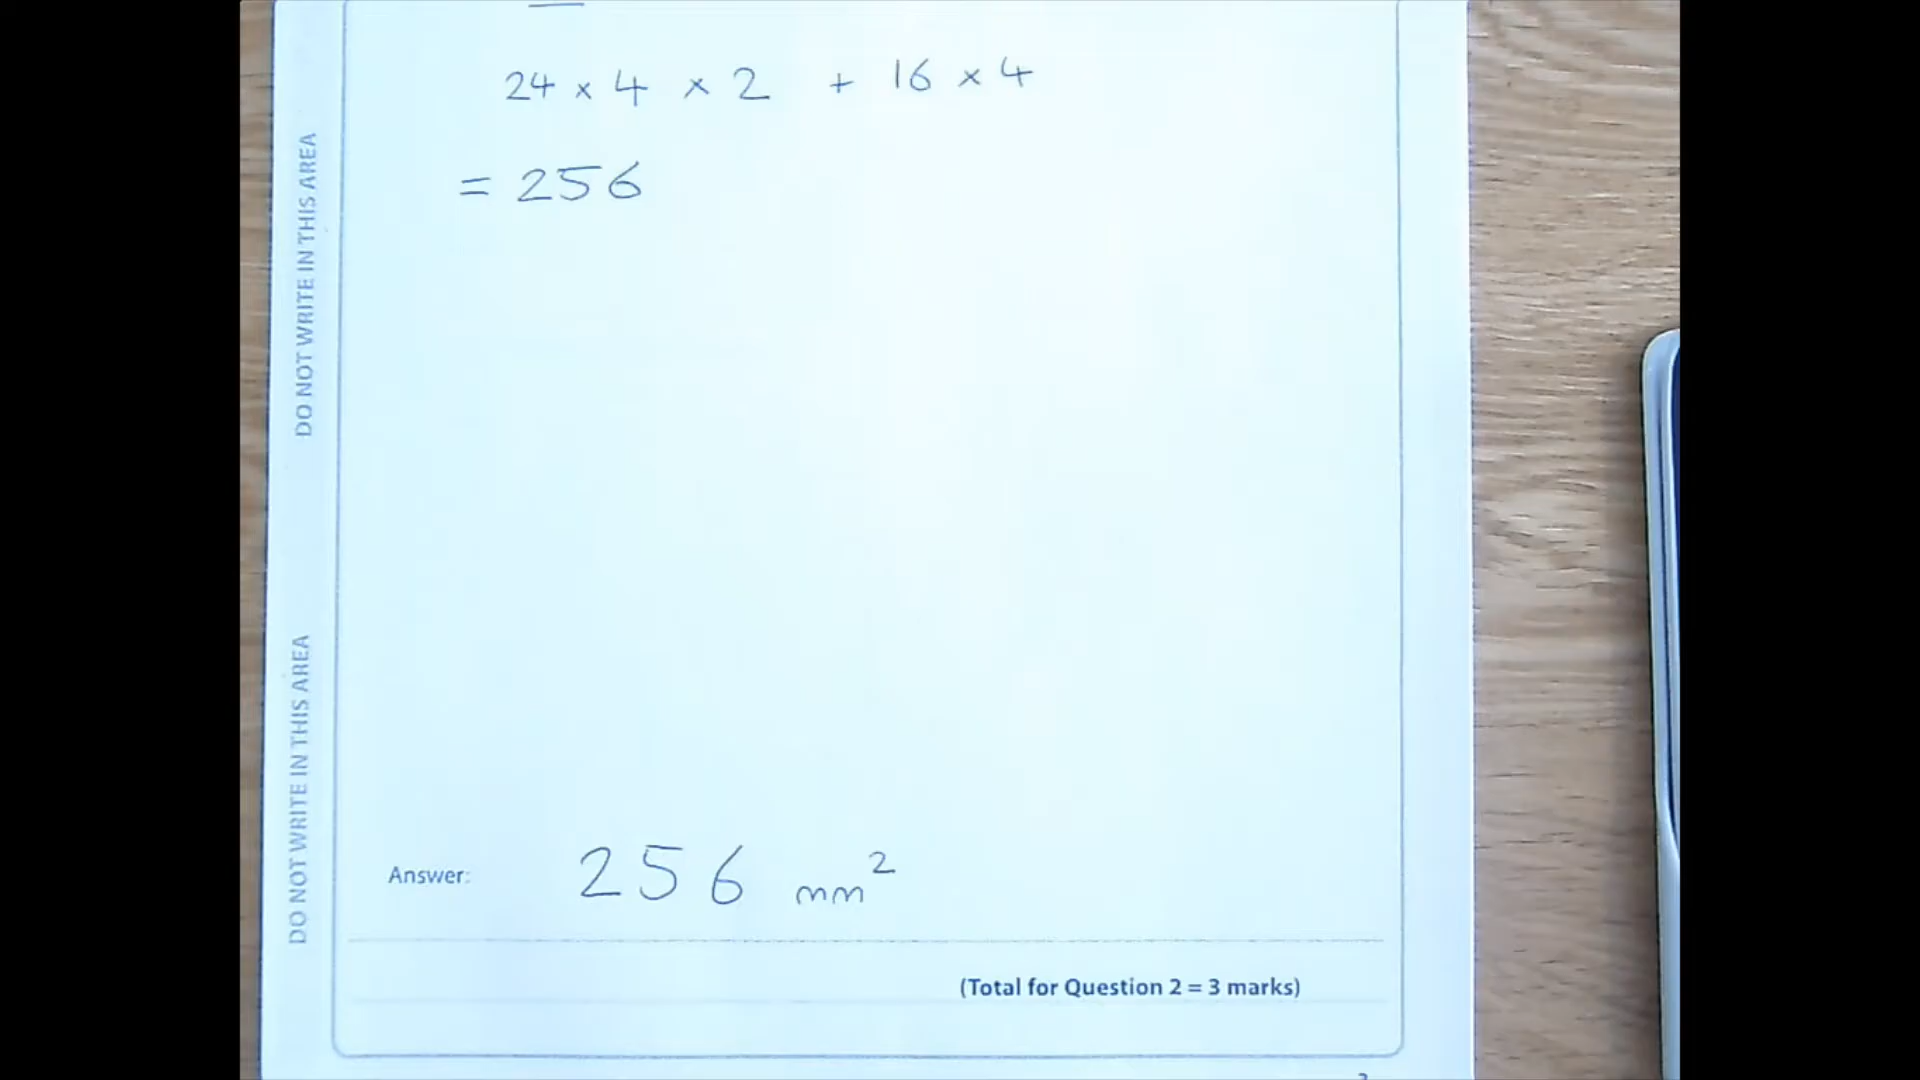 24 × 4 × 2 + 16 × 4
= 256
DO NOT WRITE IN THIS AREA
DO NOT WRITE IN THIS AREA
Answer: 256 mm²
(Total for Question 2 = 3 marks)